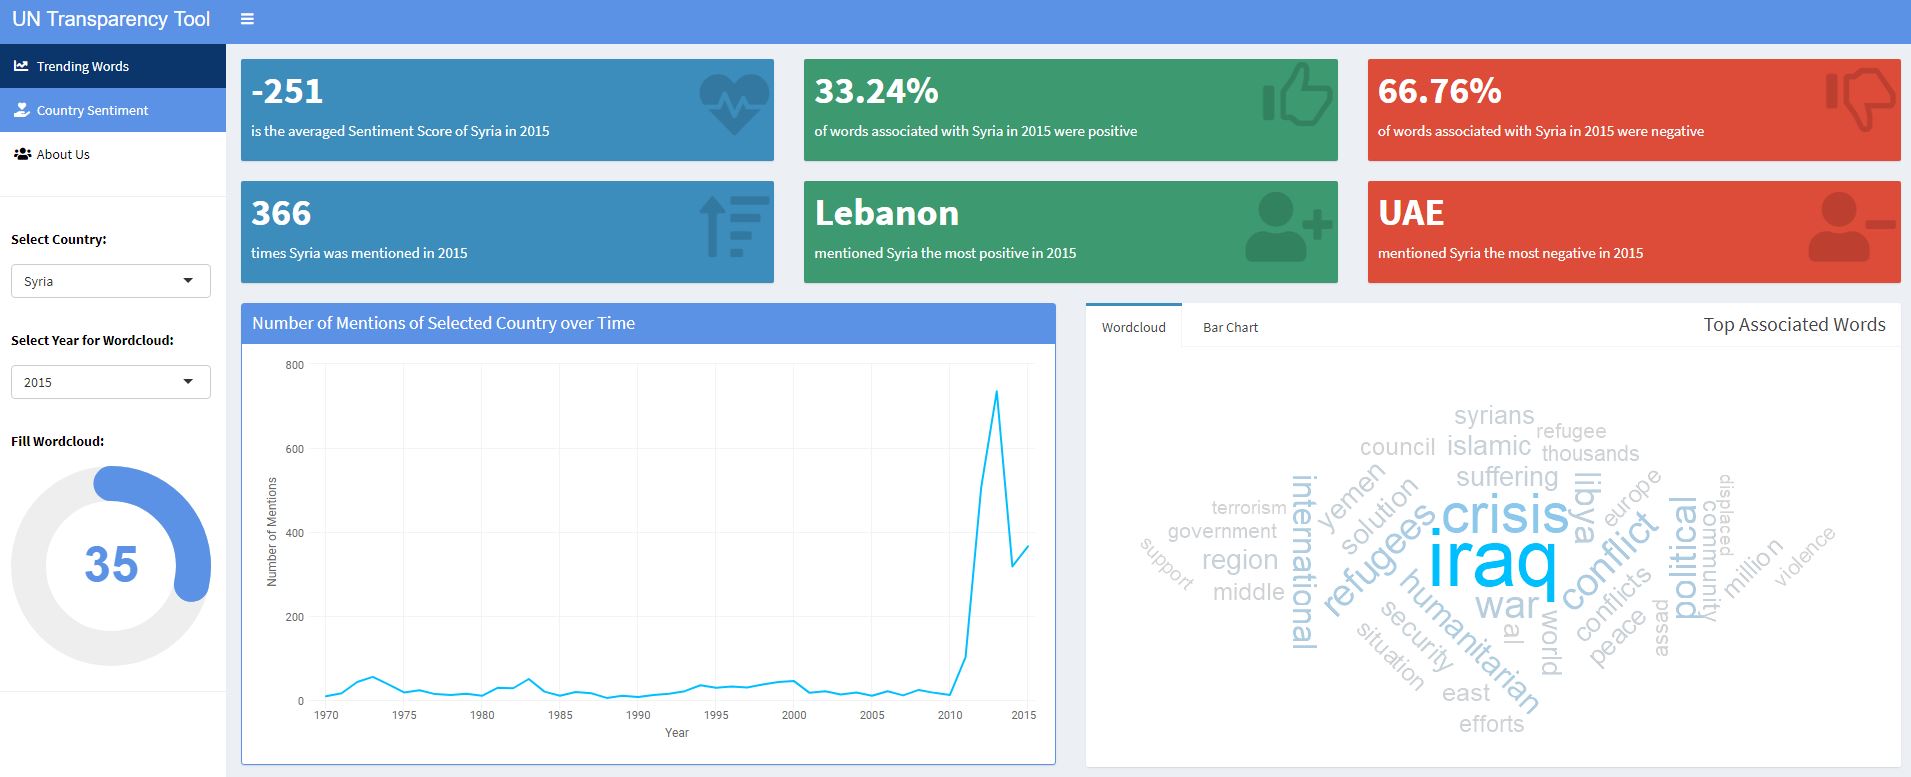 UN Transparency Tool
Trending Words
Country Sentiment
About Us
Select Country:
Syria
Select Year for Wordcloud:
2015
Fill Wordcloud:
35
-251
is the averaged Sentiment Score of Syria in 2015
33.24%
of words associated with Syria in 2015 were positive
66.76%
of words associated with Syria in 2015 were negative
366
times Syria was mentioned in 2015
Lebanon
mentioned Syria the most positive in 2015
UAE
mentioned Syria the most negative in 2015
Number of Mentions of Selected Country over Time
Number of Mentions
800
600
400
200
0
1970 1975 1980 1985 1990 1995 2000 2005 2010 2015
Year
Wordcloud Bar Chart Top Associated Words
syrians
refugee
council
islamic
thousands
suffering
yemen
solution
libya
europe
displaced
terrorism
international
refugees
crisis
conflict
political
community
government
support
region
iraq
million
violence
middle
humanitarian
war
conflicts
security
al
world
peace
assad
situation
east
efforts